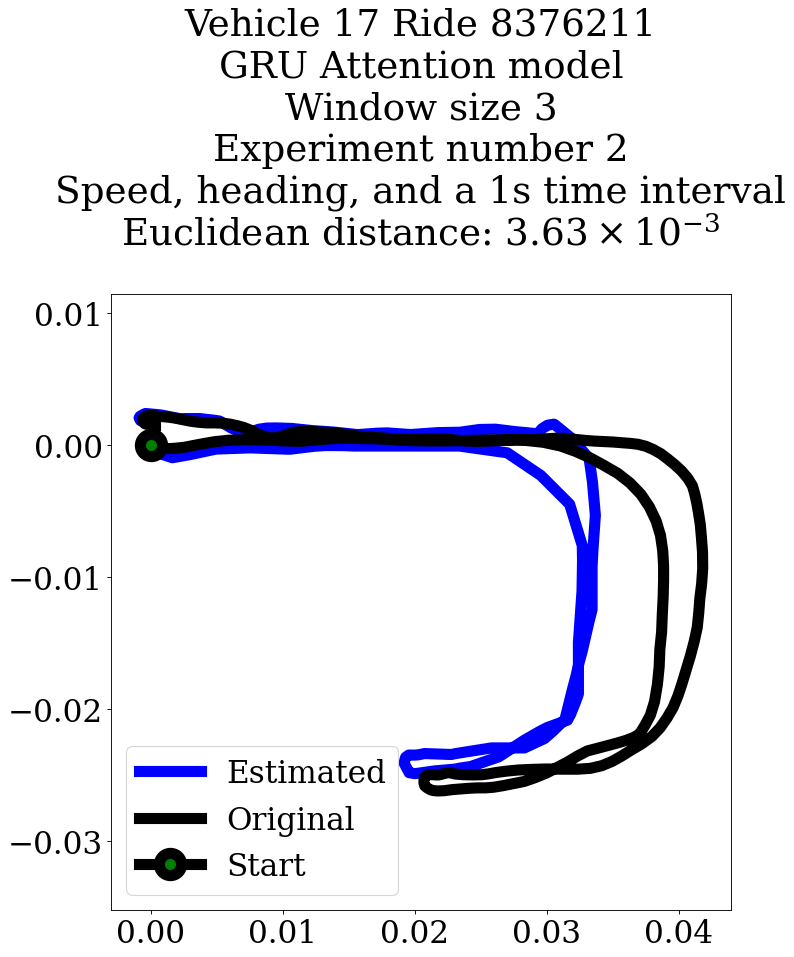 Vehicle 17 Ride 8376211
GRU Attention model
Window size 3
Experiment number 2
Speed, heading, and a 1s time interval
Euclidean distance: 3.63 × 10⁻³
0.01
0.00
−0.01
−0.02
−0.03
Estimated
Original
Start
0.00 0.01 0.02 0.03 0.04